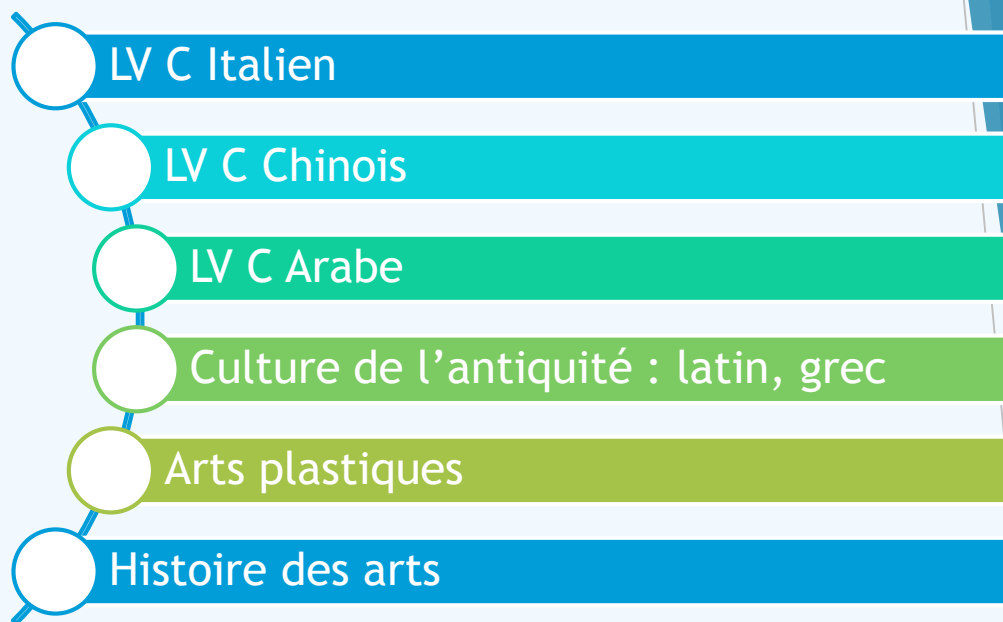 LV C Italien
LV C Chinois
LV C Arabe
Culture de l’antiquité : latin, grec
Arts plastiques
Histoire des arts